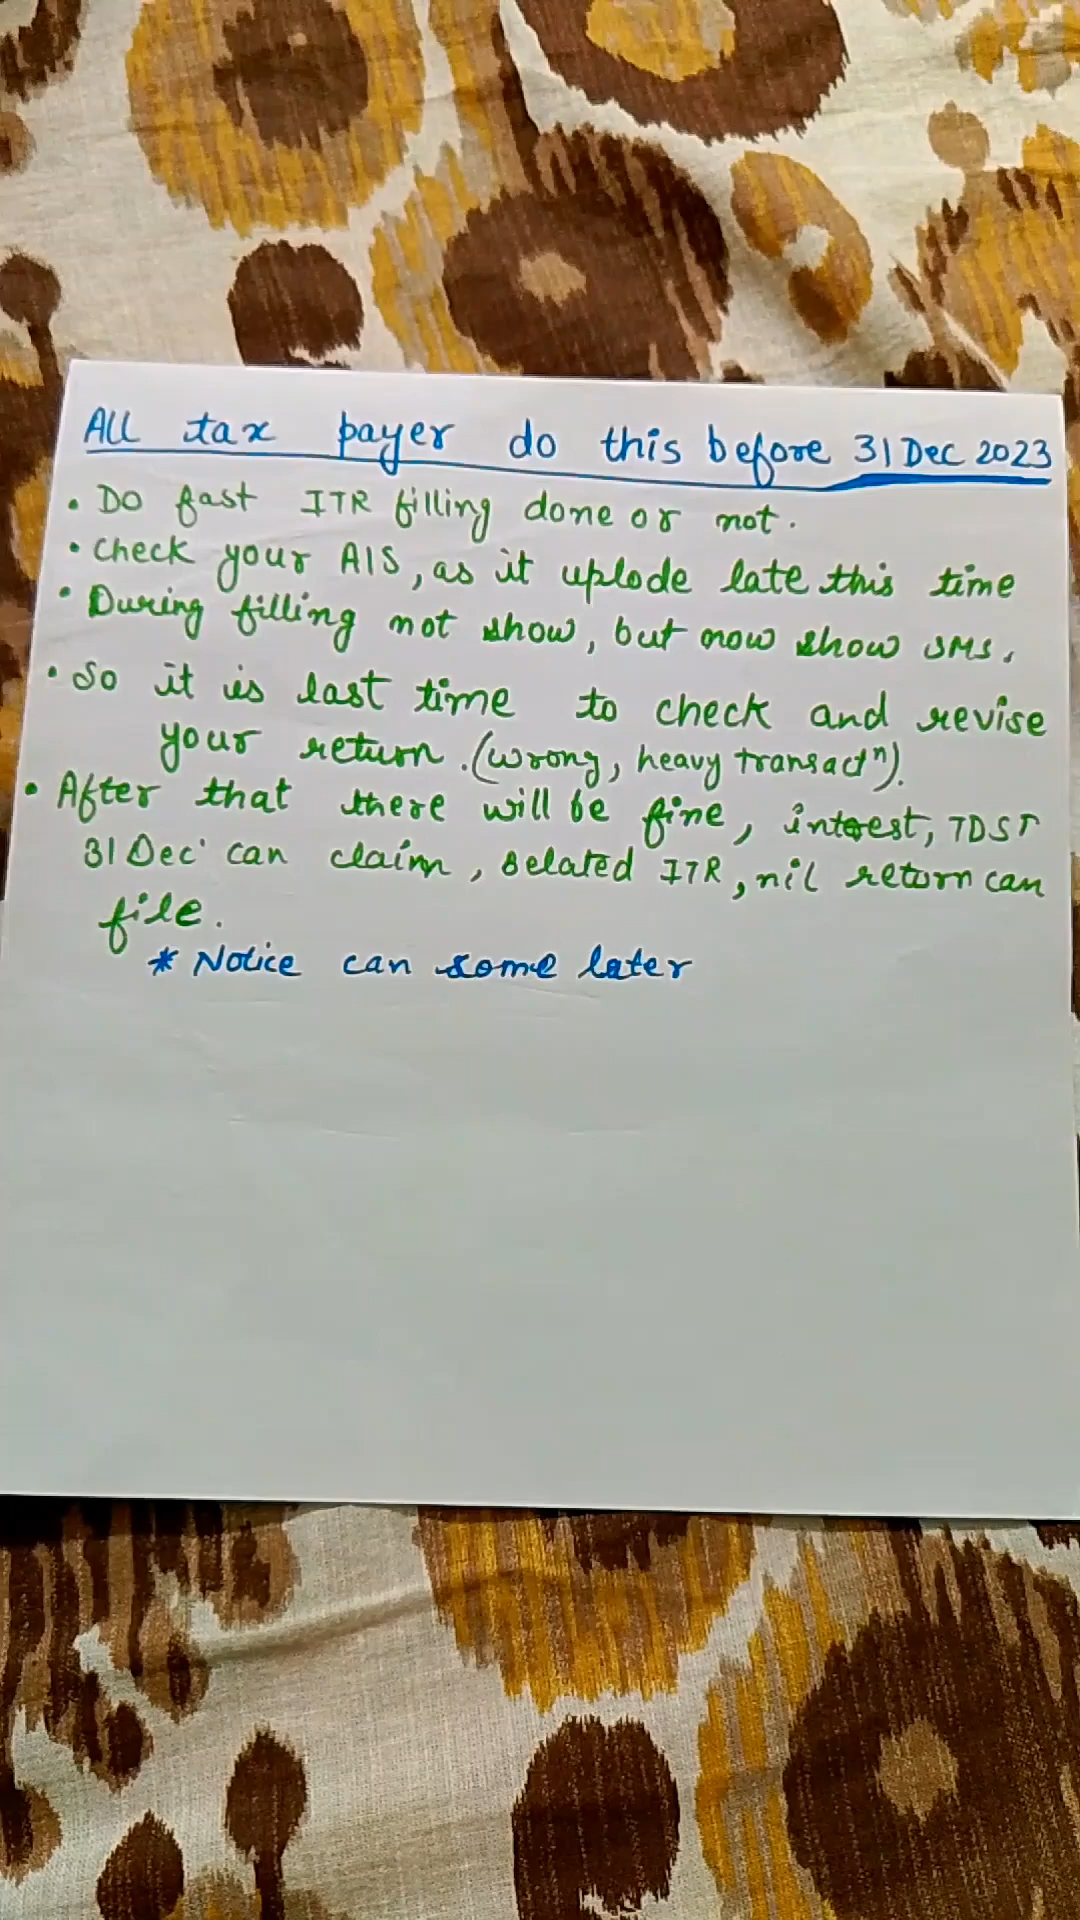 All tax payer do this before 31 Dec 2023
• Do fast ITR filling done or not.
• Check your AIS, as it uplode late this time
• During filling not show, but now show SMS.
• So it is last time to check and revise
your return. (wrong, heavy transactⁿ).
• After that there will be fine, interest, TDS ↑
31 Dec' can claim, belated ITR, nil return can
file.
* Notice can some later